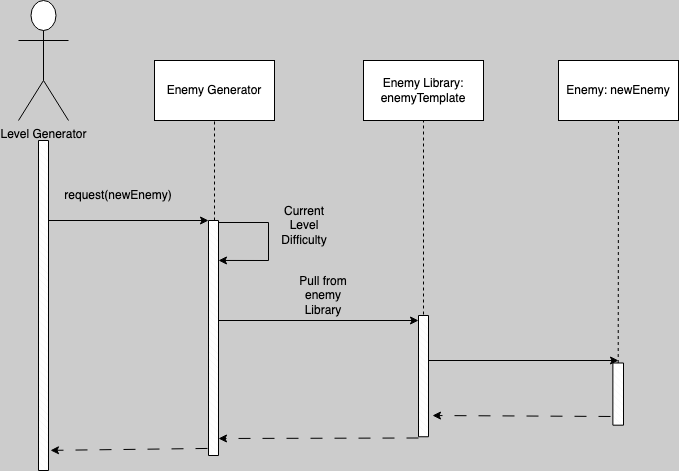 Level Generator
Enemy Generator
Enemy Library:
enemyTemplate
Enemy: newEnemy
request(newEnemy)
Current
Level
Difficulty
Pull from
enemy
Library